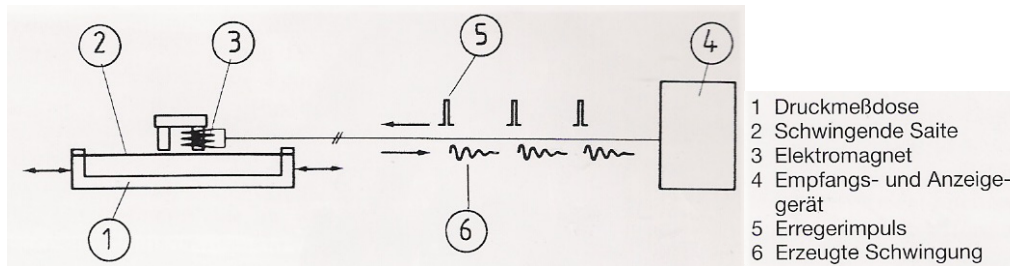 2
3
5
4
1
6
1 Druckmeßdose
2 Schwingende Saite
3 Elektromagnet
4 Empfangs- und Anzeige-
gerät
5 Erregerimpuls
6 Erzeugte Schwingung